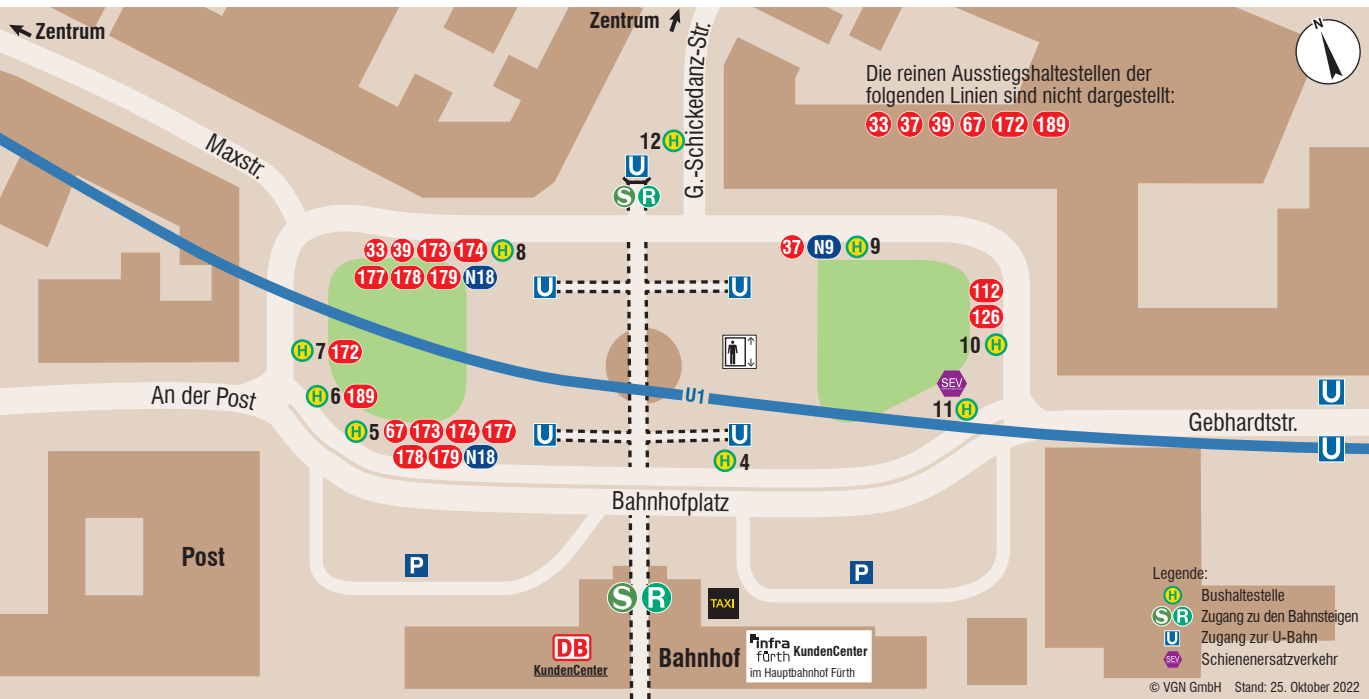 Zentrum
Zentrum
G.-Schickedanz-Str.
N
Die reinen Ausstiegshaltestellen der
folgenden Linien sind nicht dargestellt:
33 37 39 67 172 189
12 H
U
S R
Maxstr.
33 39 173 174 H 8
177 178 179 N18
37 N9 H 9
U U
112
126
10 H
H 7 172
SEV
An der Post
H 6 189
U1
11 H
U
Gebhardtstr.
U
H 5 67 173 174 177
178 179 N18
U U
H 4
Bahnhofplatz
Post
P
P
S R
TAXI
DB
KundenCenter
Bahnhof
infra
fürth KundenCenter
im Hauptbahnhof Fürth
Legende:
H Bushaltestelle
S R Zugang zu den Bahnsteigen
U Zugang zur U-Bahn
SEV Schienenersatzverkehr
© VGN GmbH Stand: 25. Oktober 2022